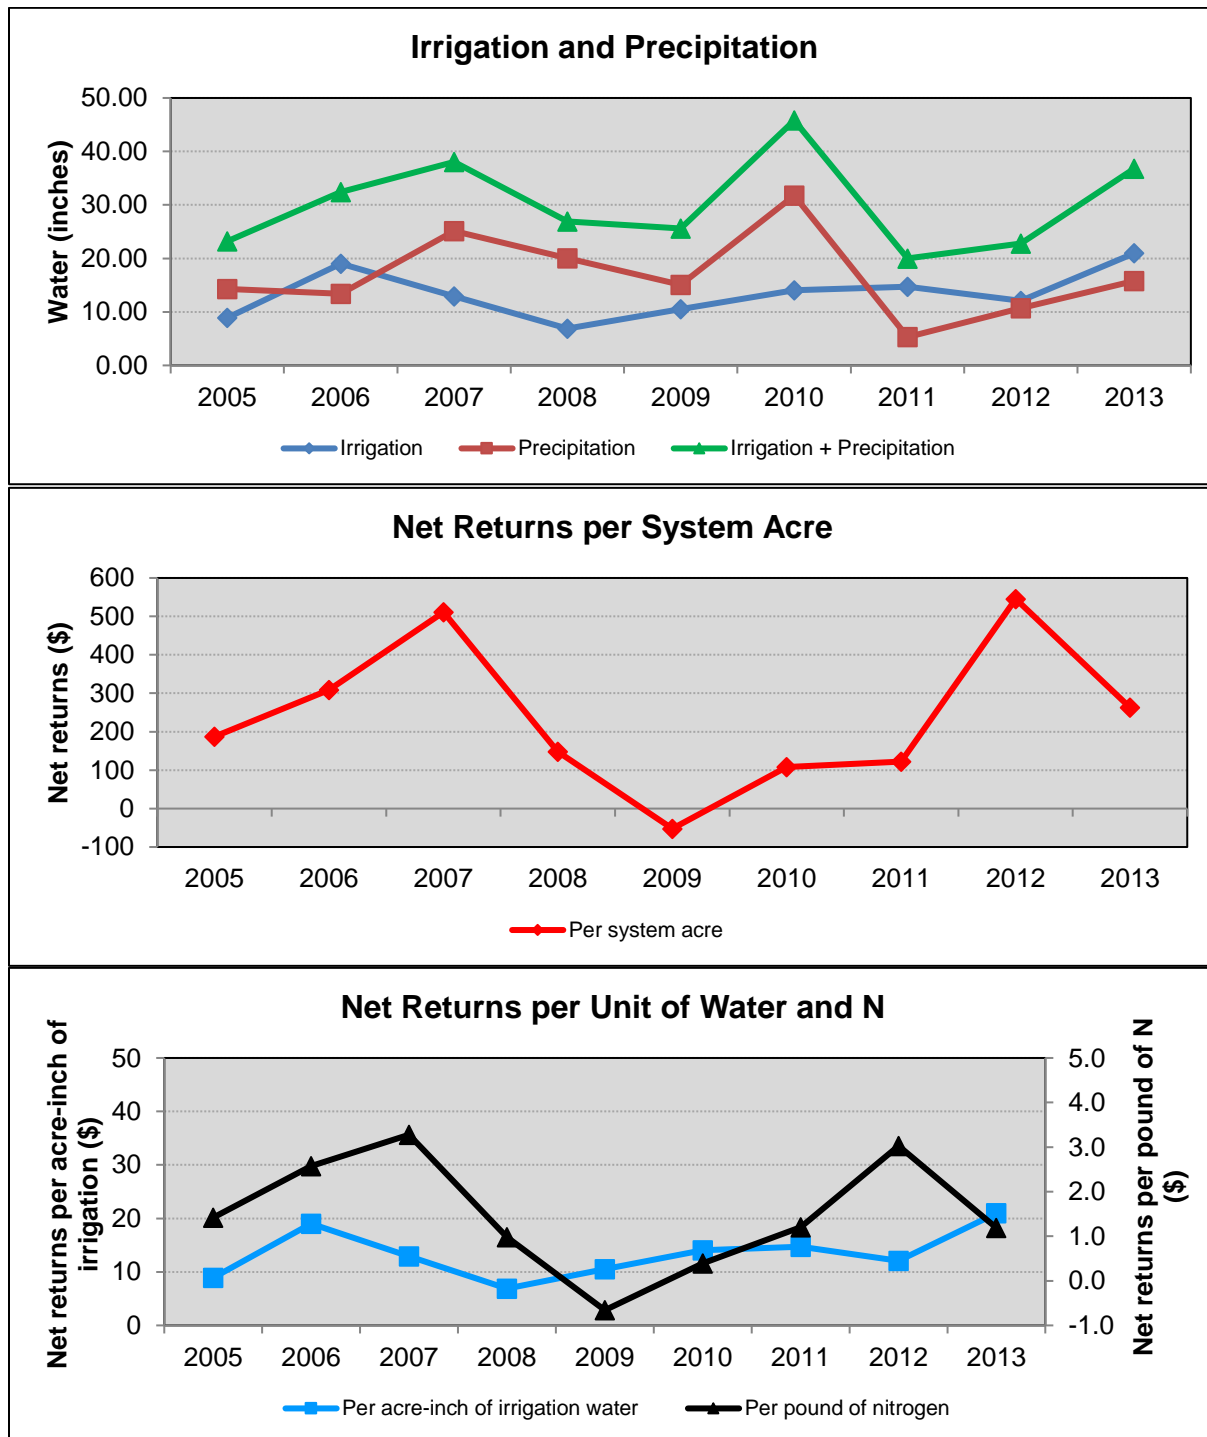 Irrigation and Precipitation
Water (inches)
50.00
40.00
30.00
20.00
10.00
0.00
2005 2006 2007 2008 2009 2010 2011 2012 2013
Irrigation Precipitation Irrigation + Precipitation
Net Returns per System Acre
Net returns ($)
600
500
400
300
200
100
0
-100
2005 2006 2007 2008 2009 2010 2011 2012 2013
Per system acre
Net Returns per Unit of Water and N
Net returns per acre-inch of
irrigation ($)
50
40
30
20
10
0
5.0
4.0
3.0
2.0
1.0
0.0
-1.0
Net returns per pound of N
($)
2005 2006 2007 2008 2009 2010 2011 2012 2013
Per acre-inch of irrigation water Per pound of nitrogen